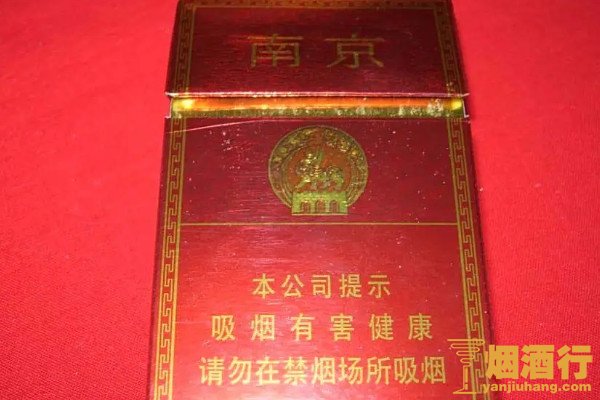 南京
本公司提示
吸烟有害健康
请勿在禁烟场所吸烟
烟酒行
yanjiuhang.com